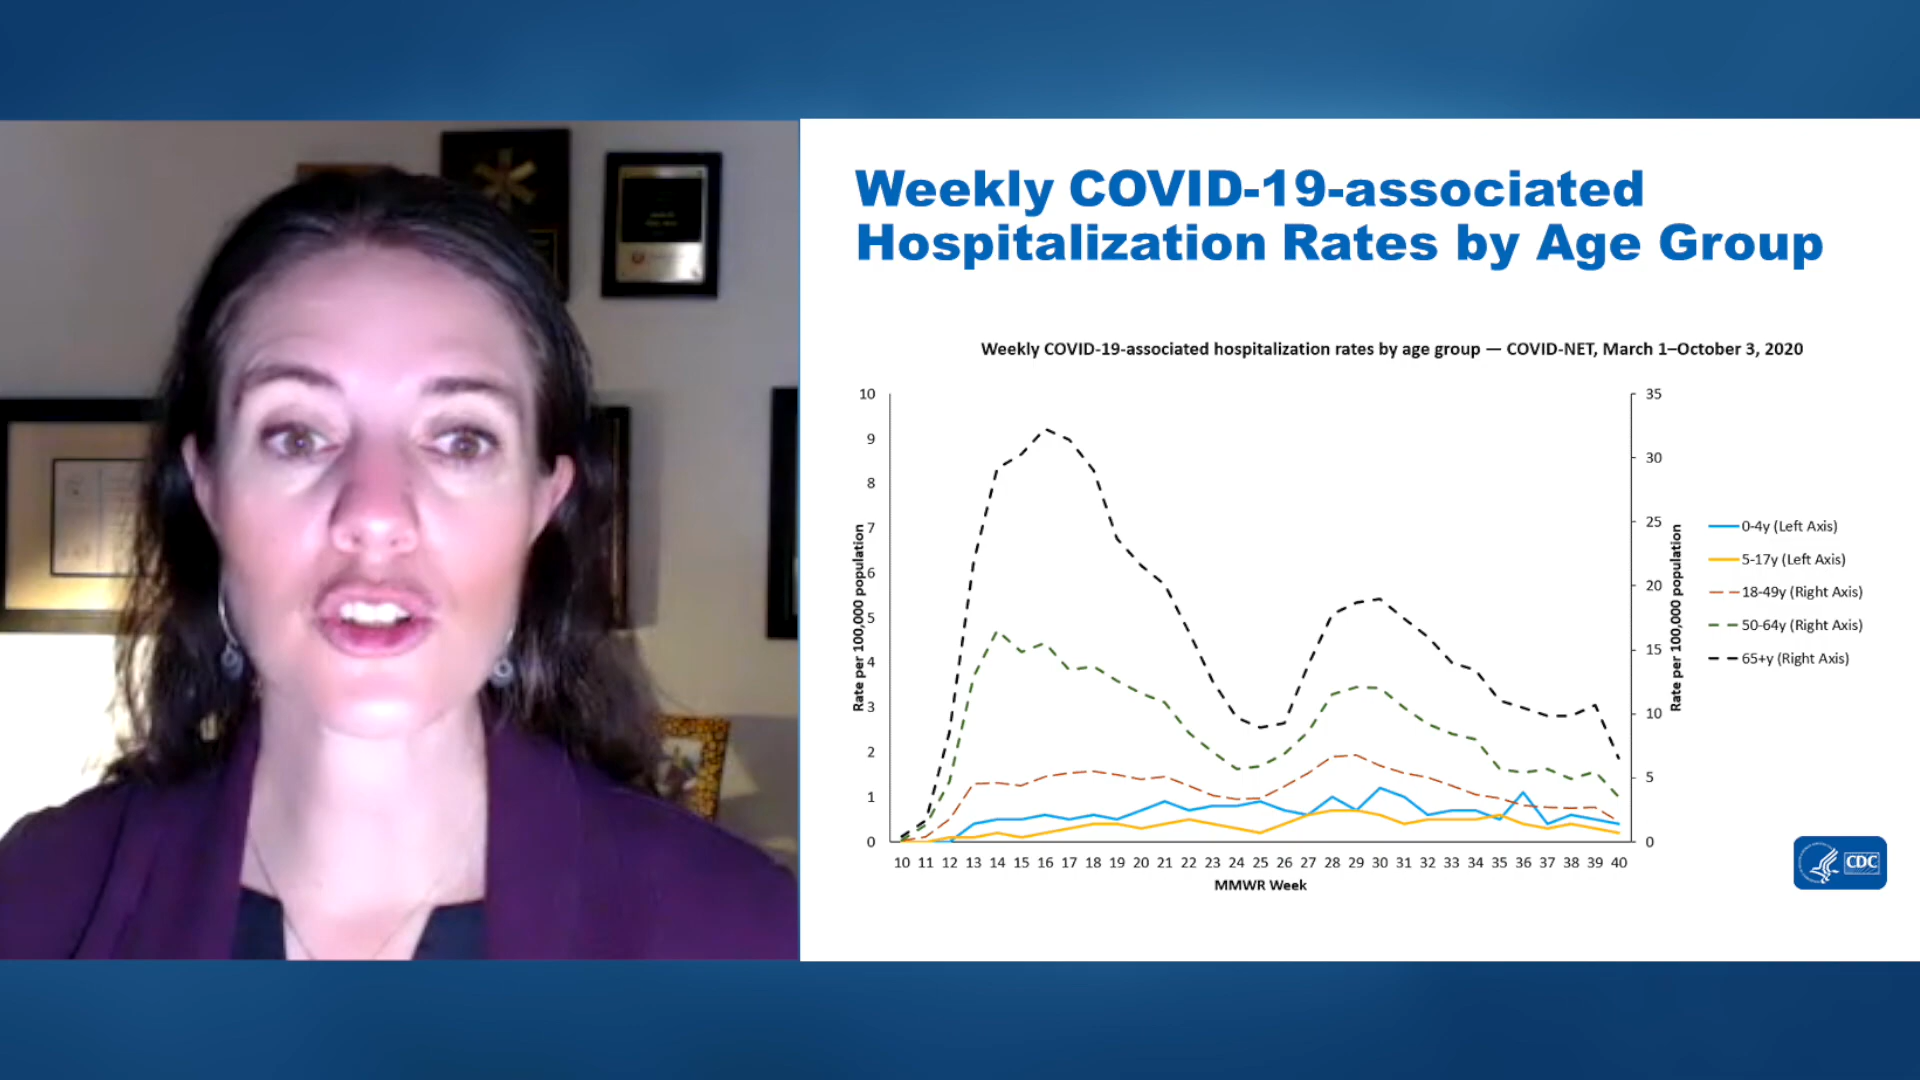 Weekly COVID-19-associated
Hospitalization Rates by Age Group
Weekly COVID-19-associated hospitalization rates by age group — COVID-NET, March 1–October 3, 2020
Rate per 100,000 population
10
9
8
7
6
5
4
3
2
1
0
35
30
25
20
15
10
5
0
Rate per 100,000 population
0-4y (Left Axis)
5-17y (Left Axis)
18-49y (Right Axis)
50-64y (Right Axis)
65+y (Right Axis)
10 11 12 13 14 15 16 17 18 19 20 21 22 23 24 25 26 27 28 29 30 31 32 33 34 35 36 37 38 39 40
MMWR Week
CDC